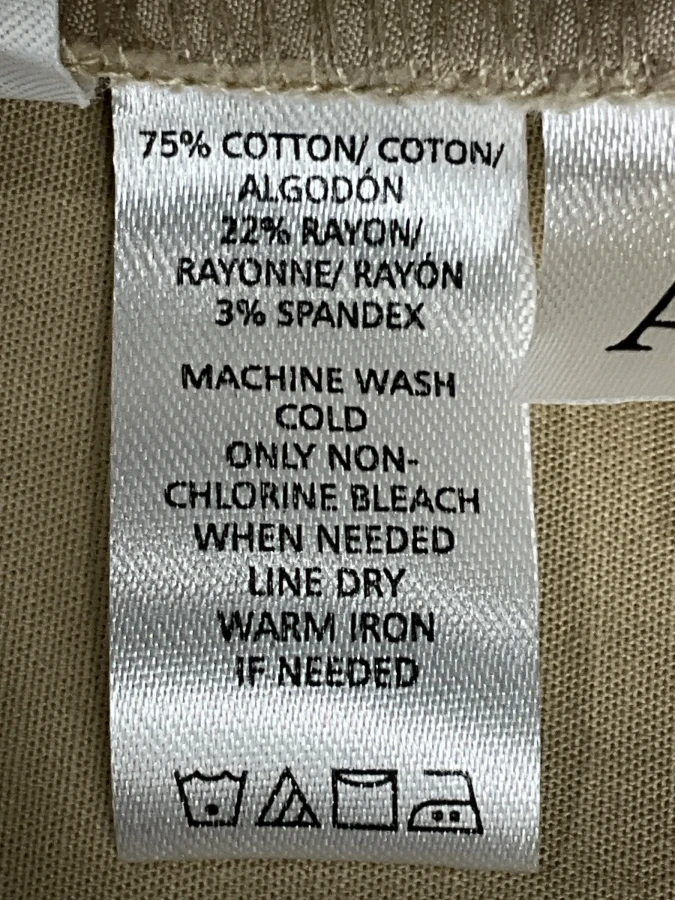 75% COTTON/ COTON/
ALGODÓN
22% RAYON/
RAYONNE/ RAYÓN
3% SPANDEX
MACHINE WASH
COLD
ONLY NON-
CHLORINE BLEACH
WHEN NEEDED
LINE DRY
WARM IRON
IF NEEDED
A